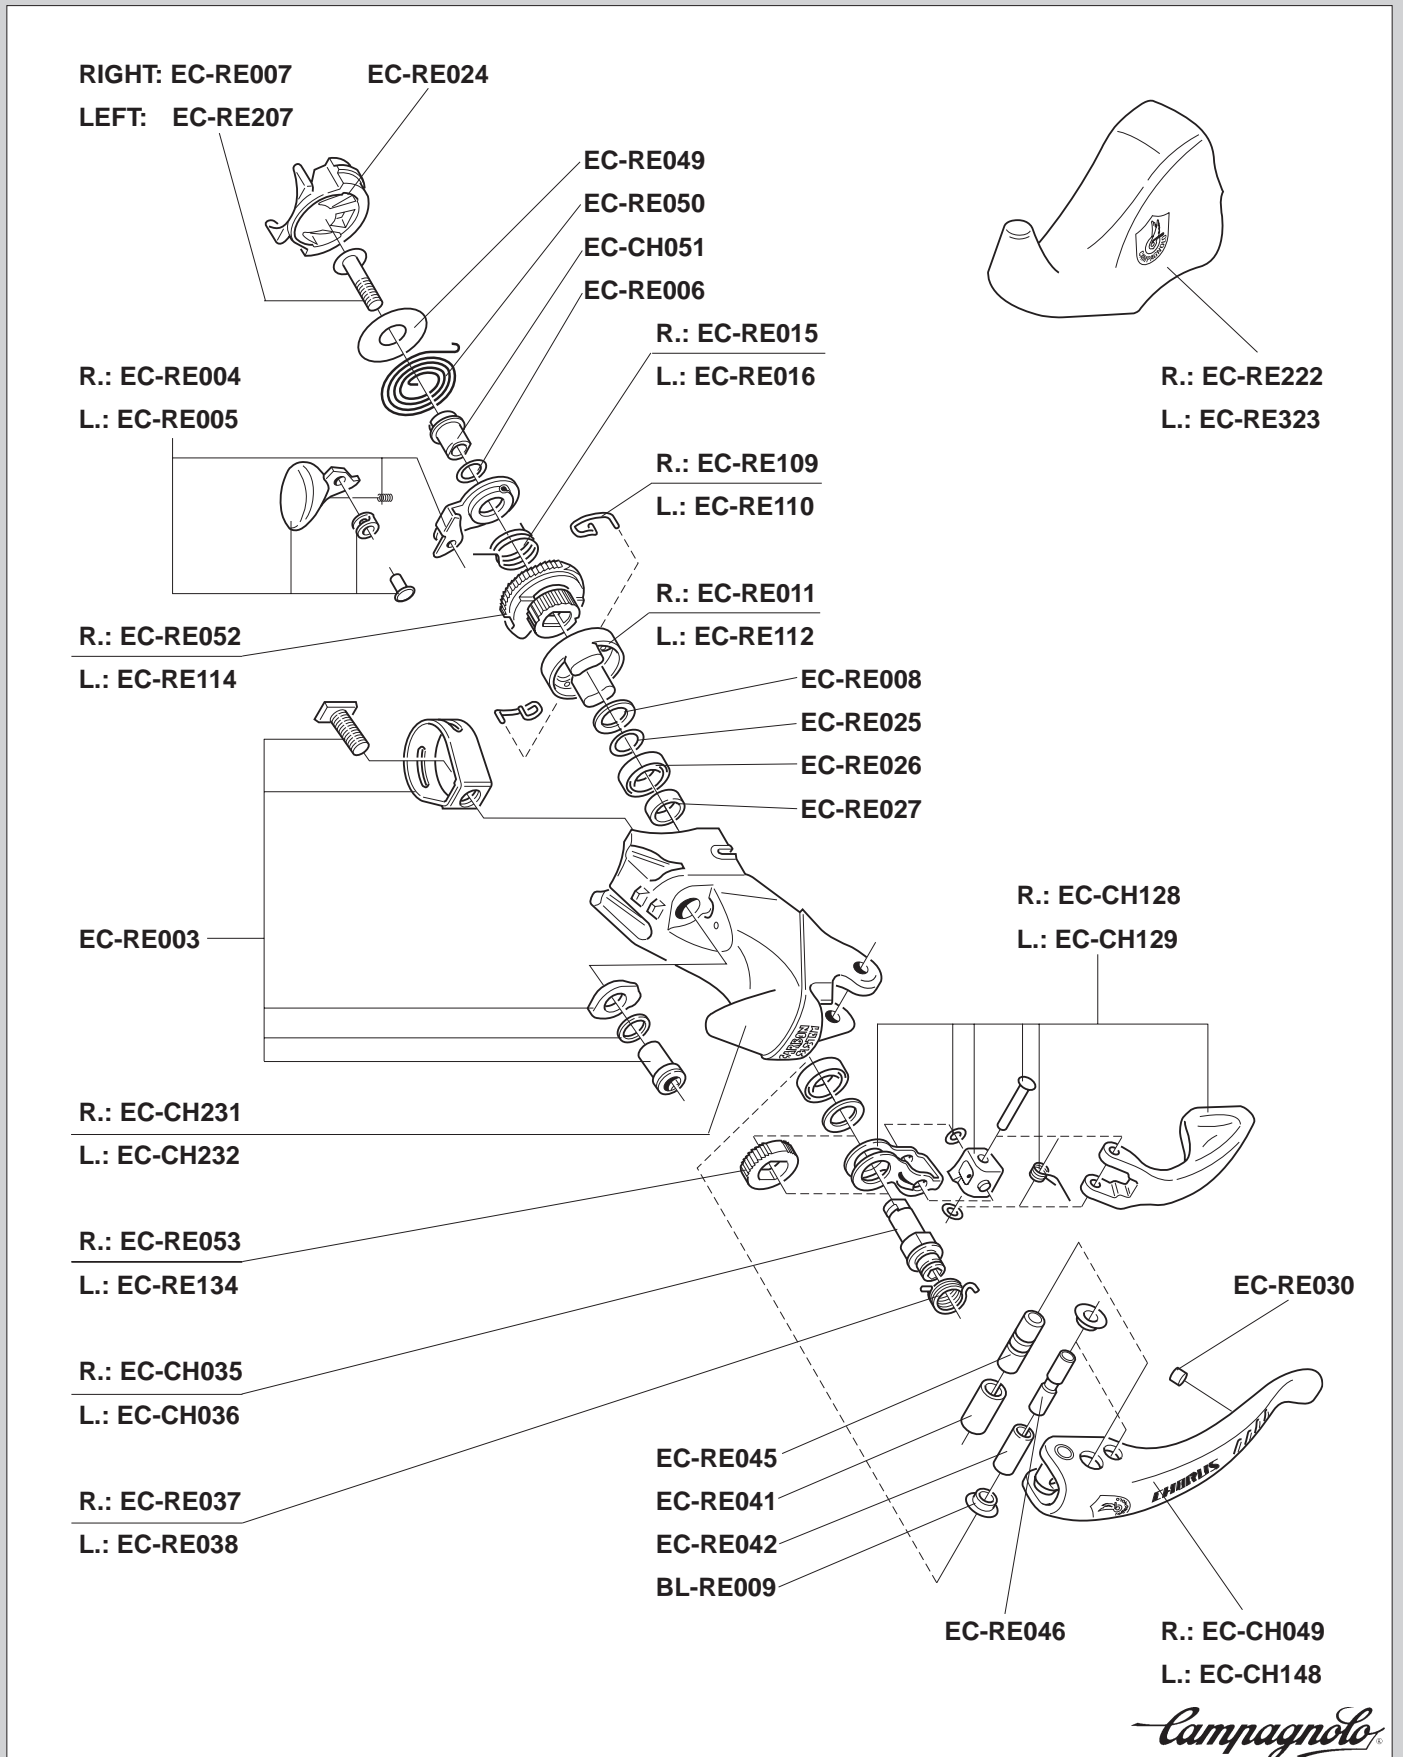 RIGHT: EC-RE007
LEFT: EC-RE207
EC-RE024
EC-RE049
EC-RE050
EC-CH051
EC-RE006
R.: EC-RE015
L.: EC-RE016
R.: EC-RE004
L.: EC-RE005
R.: EC-RE222
L.: EC-RE323
R.: EC-RE109
L.: EC-RE110
R.: EC-RE011
L.: EC-RE112
R.: EC-RE052
L.: EC-RE114
EC-RE008
EC-RE025
EC-RE026
EC-RE027
R.: EC-CH128
L.: EC-CH129
EC-RE003
R.: EC-CH231
L.: EC-CH232
R.: EC-RE053
L.: EC-RE134
EC-RE030
R.: EC-CH035
L.: EC-CH036
EC-RE045
EC-RE041
EC-RE042
BL-RE009
R.: EC-RE037
L.: EC-RE038
CHORUS
EC-RE046
R.: EC-CH049
L.: EC-CH148
Campagnolo